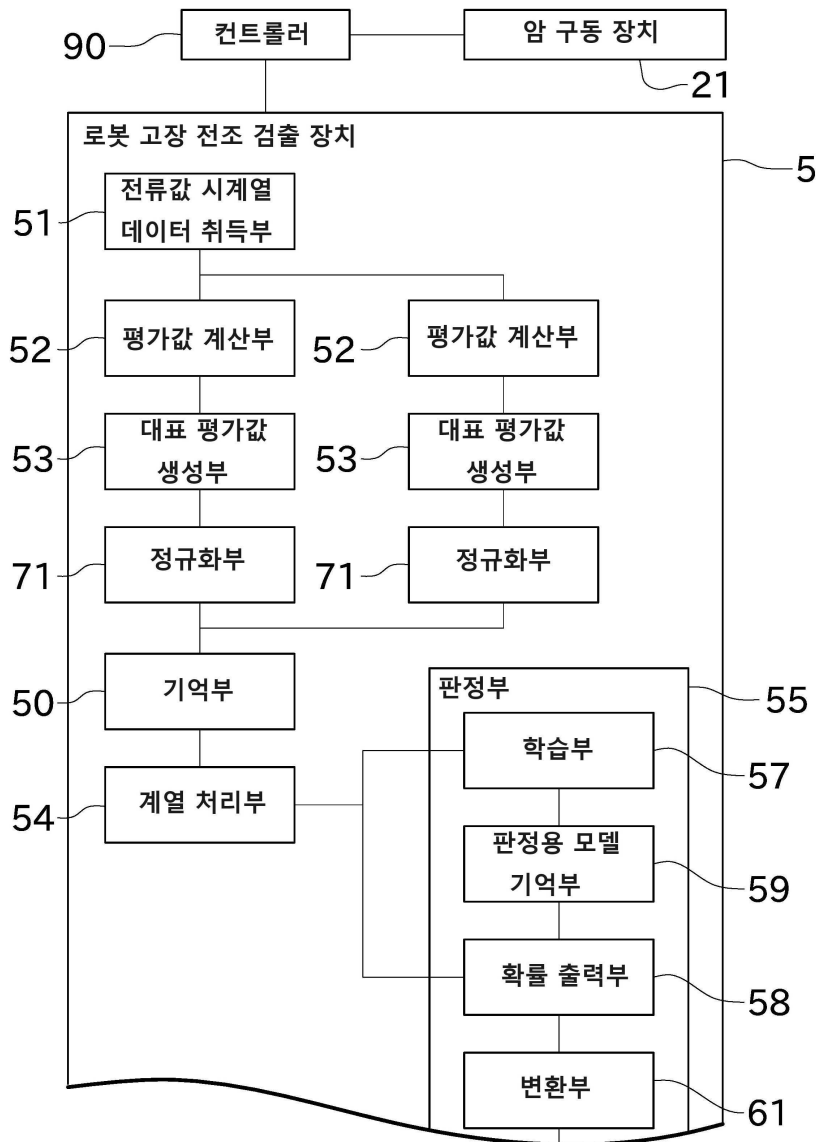 90
컨트롤러
암 구동 장치
21
로봇 고장 전조 검출 장치
5
51
전류값 시계열
데이터 취득부
52
평가값 계산부
52
평가값 계산부
53
대표 평가값
생성부
53
대표 평가값
생성부
71
정규화부
71
정규화부
50
기억부
판정부
55
54
계열 처리부
학습부
57
판정용 모델
기억부
59
확률 출력부
58
변환부
61